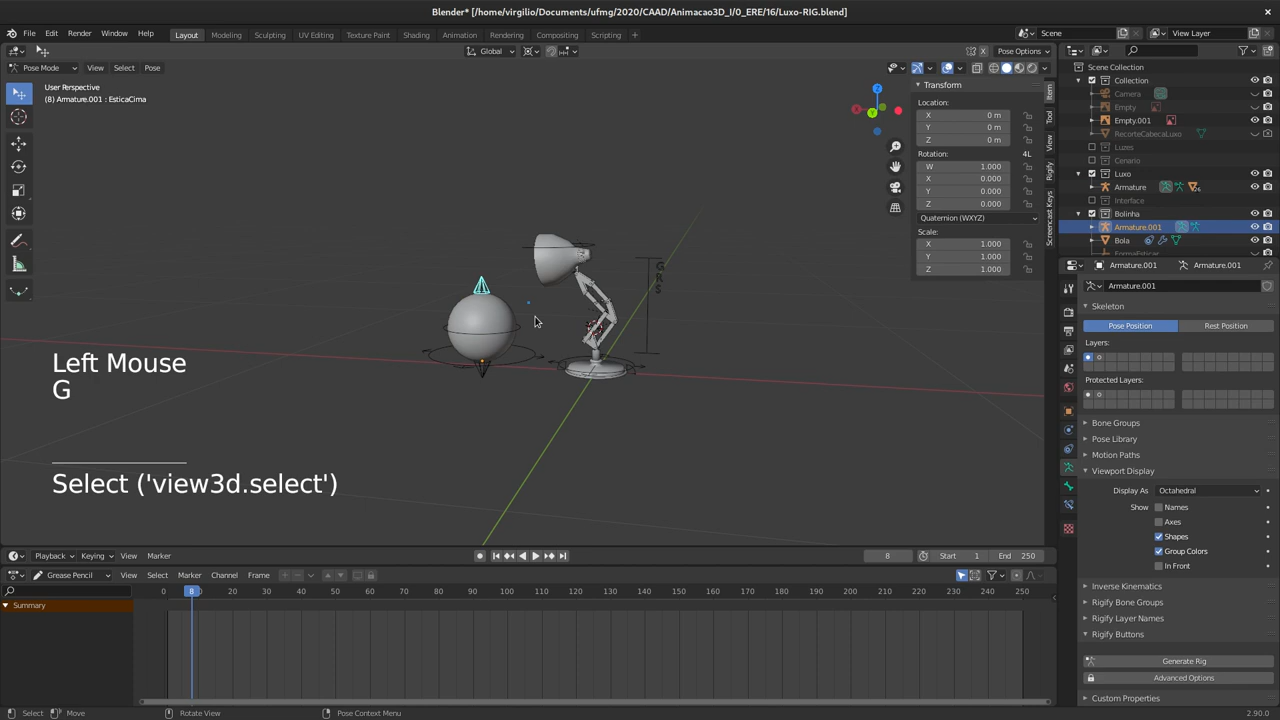 Blender* [/home/virgilio/Documents/ufmg/2020/CAAD/Animacao3D_I/0_ERE/16/Luxo-RIG.blend]
File Edit Render Window Help Layout Modeling Sculpting UV Editing Texture Paint Shading Animation Rendering Compositing Scripting + Scene View Layer
Global Pose Options
Pose Mode View Select Pose
User Perspective
(8) Armature.001 : EsticaCima
Z
X
Y
Transform
Location:
X 0 m
Y 0 m
Z 0 m
Rotation: 4L
W 1.000
X 0.000
Y 0.000
Z 0.000
Quaternion (WXYZ)
Scale:
X 1.000
Y 1.000
Z 1.000
Item
Tool
View
Rigify
Screencast Keys
Scene Collection
Collection
Camera
Empty
Empty.001
RecorteCabecaLuxo
Luzes
Cenario
Luxo
Armature
Interface
Bolinha
Armature.001
Bola
FormaEsticar
G
R
S
Left Mouse
G
Select ('view3d.select')
Armature.001 Armature.001
Armature.001
Skeleton
Pose Position Rest Position
Layers:
Protected Layers:
Bone Groups
Pose Library
Motion Paths
Viewport Display
Display As Octahedral
Show Names
Axes
Shapes
Group Colors
In Front
Inverse Kinematics
Rigify Bone Groups
Rigify Layer Names
Rigify Buttons
Generate Rig
Advanced Options
Custom Properties
Playback Keying View Marker 8 Start 1 End 250
Grease Pencil View Select Marker Channel Frame
0 8 20 30 40 50 60 70 80 90 100 110 120 130 140 150 160 170 180 190 200 210 220 230 240 250
Summary
Select Move Rotate View Pose Context Menu 2.90.0